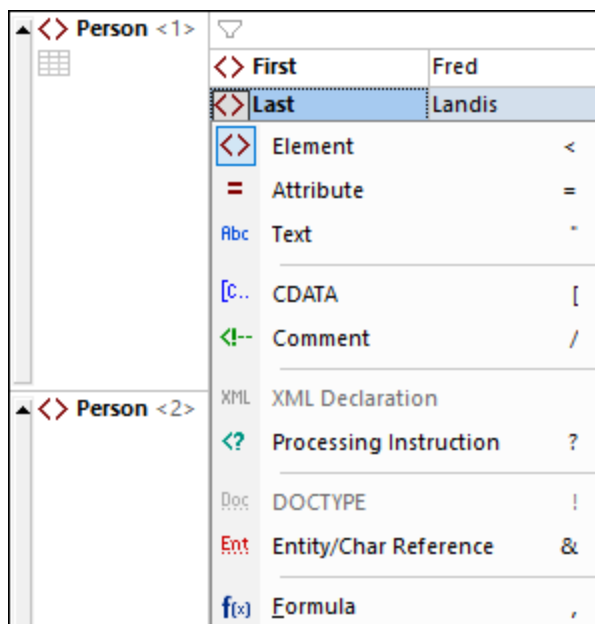 <> Person <1>
<> First Fred
<> Last Landis
<> Element <
= Attribute =
Abc Text "
[C.. CDATA [
<!-- Comment /
XML XML Declaration
<? Processing Instruction ?
Doc DOCTYPE !
Ent Entity/Char Reference &
f(x) Formula ,
<> Person <2>